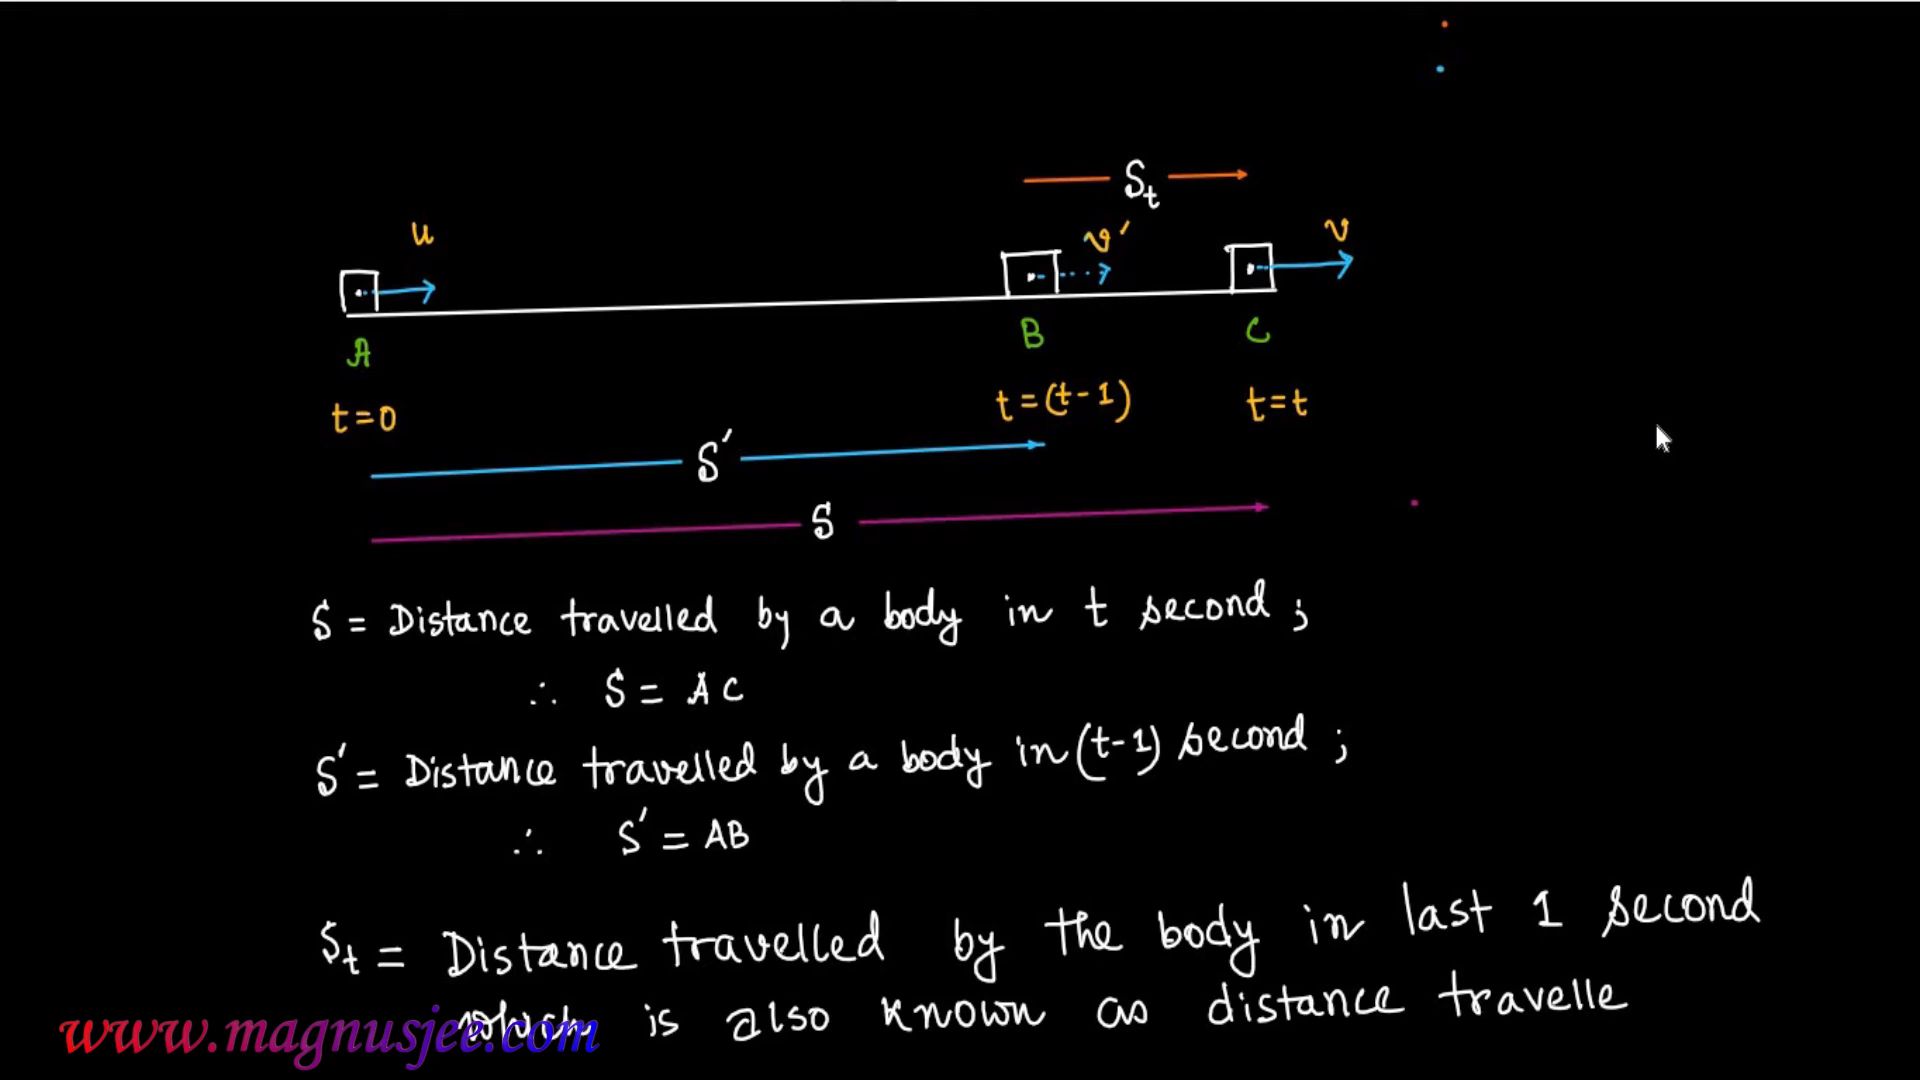 St
u
v′
v
A
B
C
t=0
t=(t-1)
t=t
S′
S
S = Distance travelled by a body in t second ;
∴ S = AC
S′ = Distance travelled by a body in (t-1) second ;
∴ S′ = AB
St = Distance travelled by the body in last 1 second
is also known as distance travelle
www.magnusjee.com